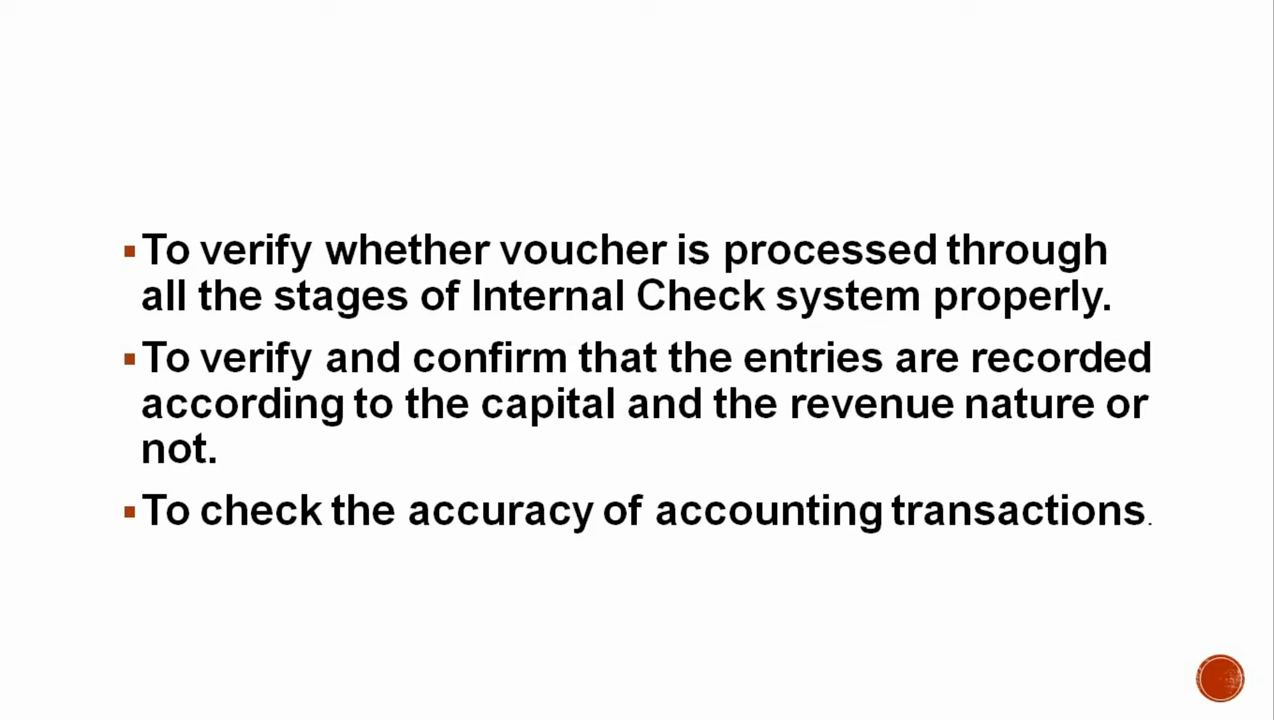 ▪To verify whether voucher is processed through
all the stages of Internal Check system properly.
▪To verify and confirm that the entries are recorded
according to the capital and the revenue nature or
not.
▪To check the accuracy of accounting transactions.